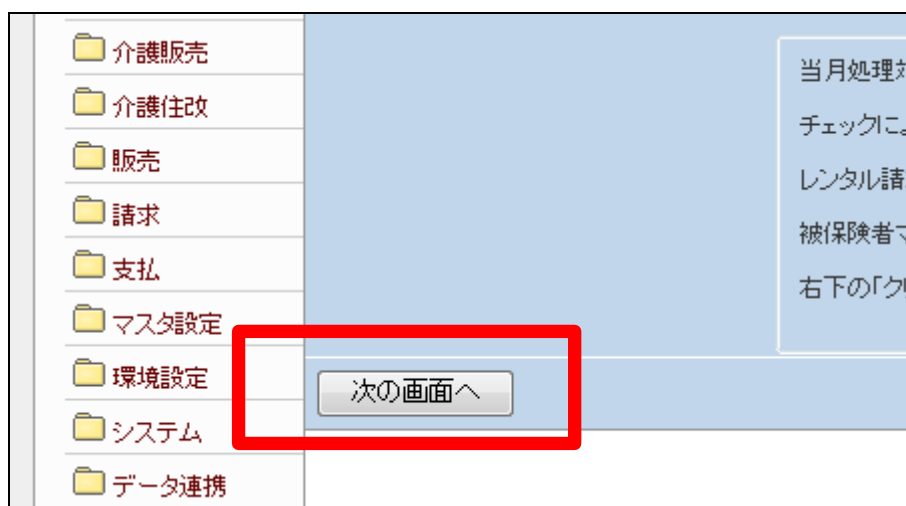 介護販売
介護住改
販売
請求
支払
マスタ設定
環境設定
システム
データ連携
当月処理
チェックに
レンタル請
被保険者
右下の「ク
次の画面へ